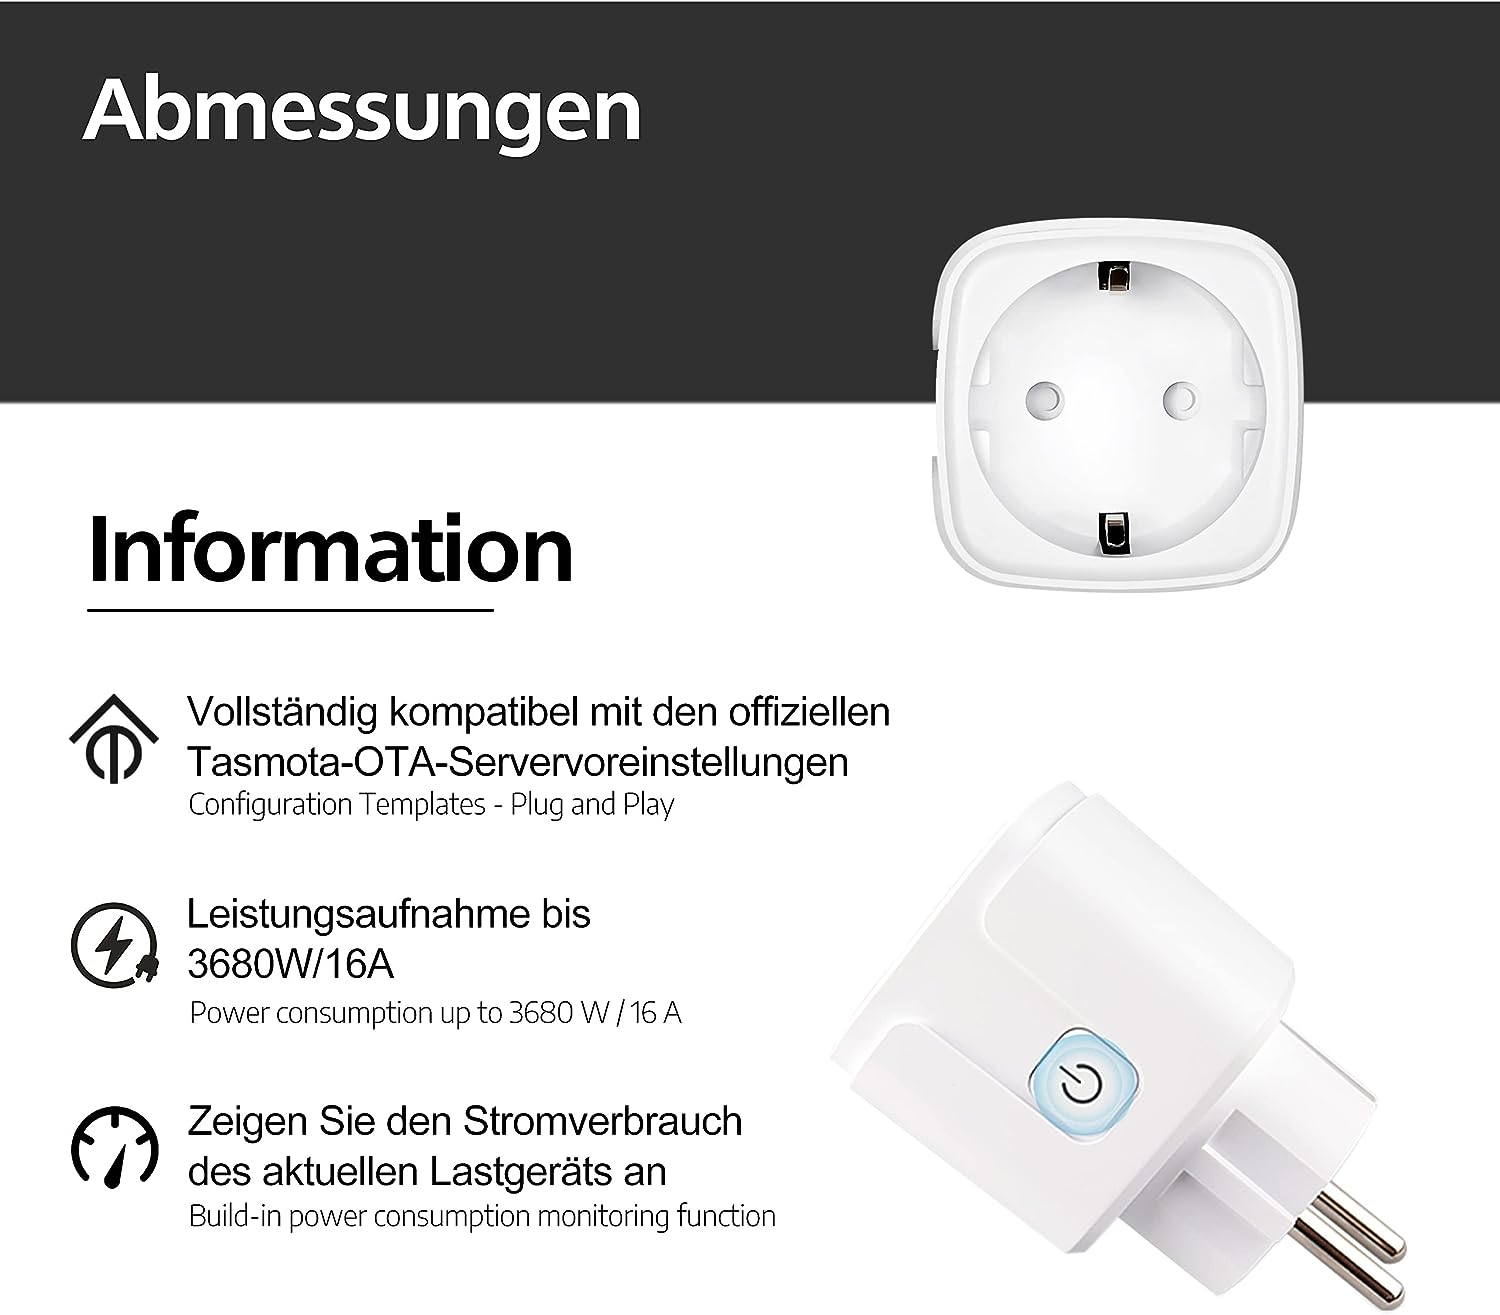 Abmessungen
Information
Vollständig kompatibel mit den offiziellen
Tasmota-OTA-Servervoreinstellungen
Configuration Templates - Plug and Play
Leistungsaufnahme bis
3680W/16A
Power consumption up to 3680 W / 16 A
Zeigen Sie den Stromverbrauch
des aktuellen Lastgeräts an
Build-in power consumption monitoring function